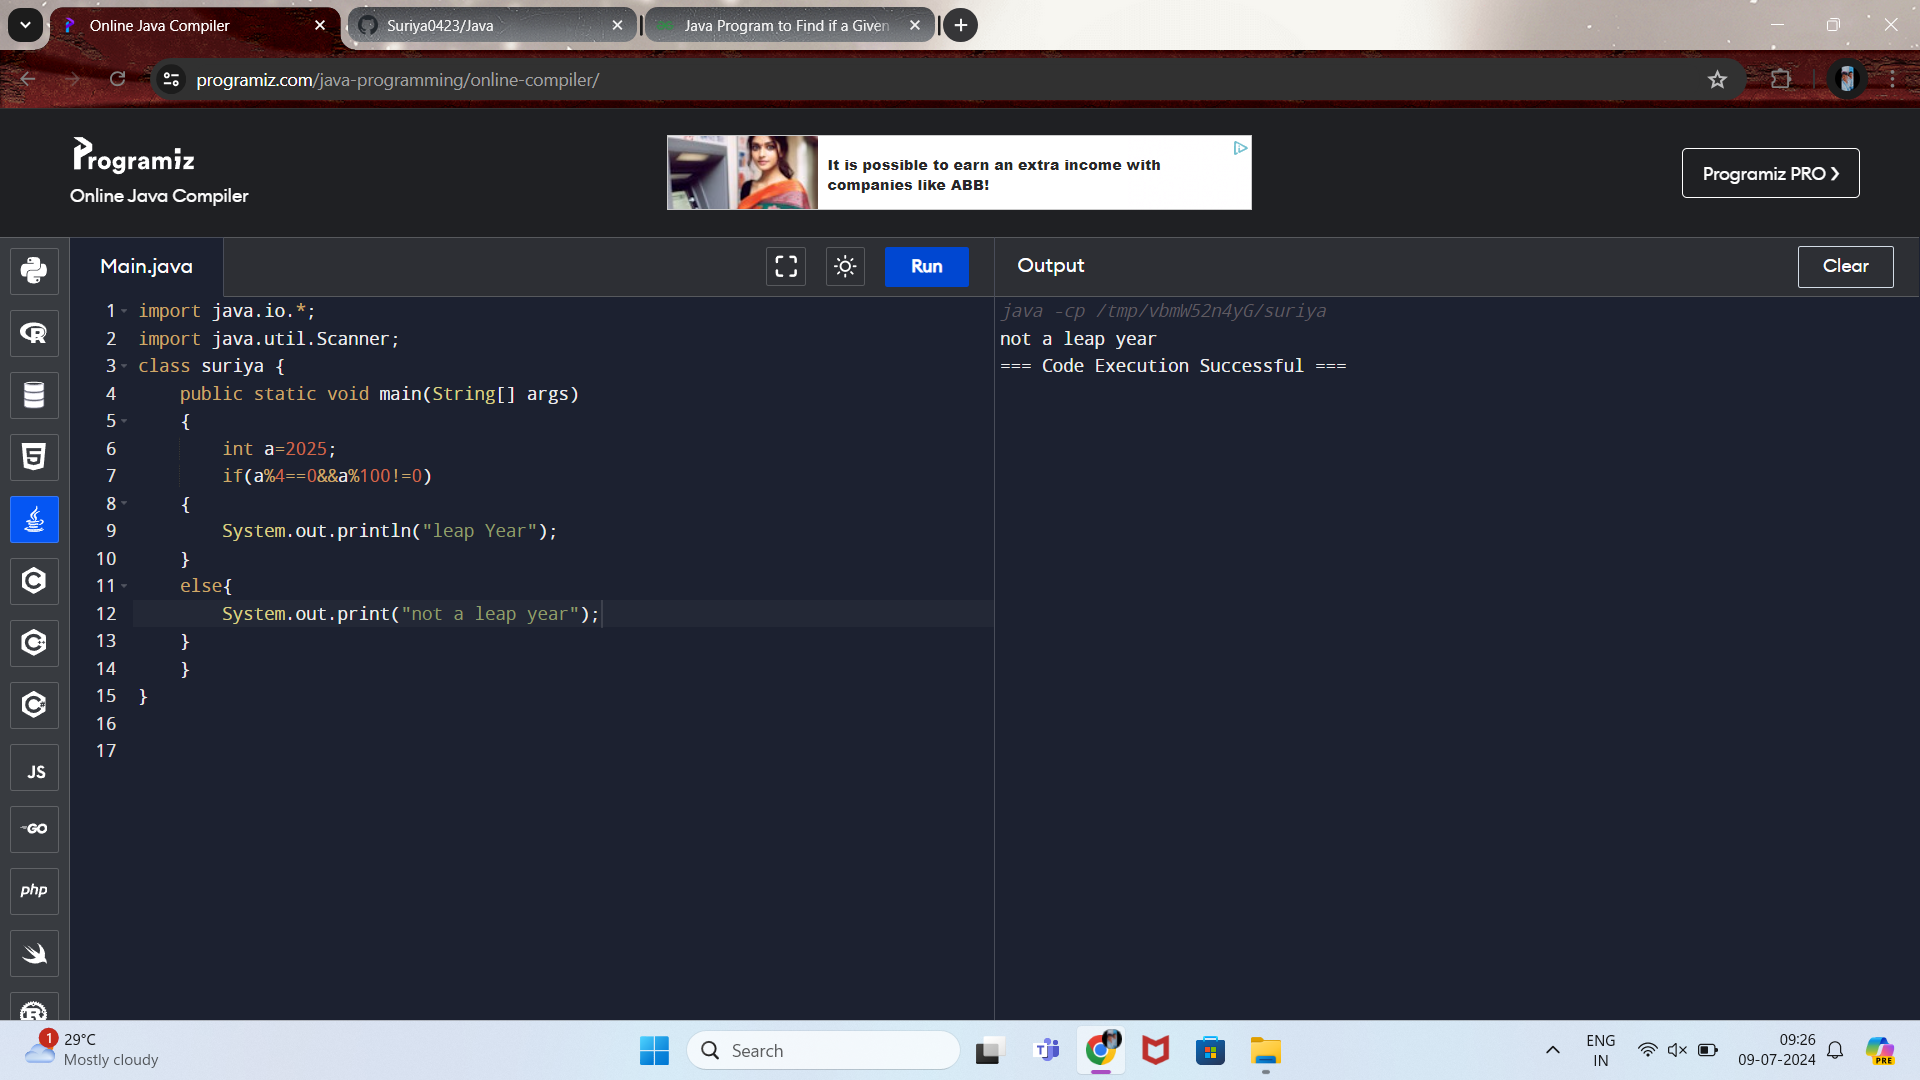 Online Java Compiler
Suriya0423/Java
Java Program to Find if a Given
programiz.com/java-programming/online-compiler/
Programiz
Online Java Compiler
It is possible to earn an extra income with
companies like ABB!
Programiz PRO
Main.java
Run
Output
Clear
1 import java.io.*;
2 import java.util.Scanner;
3 class suriya {
4 public static void main(String[] args)
5 {
6 int a=2025;
7 if(a%4==0&&a%100!=0)
8 {
9 System.out.println("leap Year");
10 }
11 else{
12 System.out.print("not a leap year");
13 }
14 }
15 }
16
17
java -cp /tmp/vbmW52n4yG/suriya
not a leap year
=== Code Execution Successful ===
JS
GO
php
1
29°C
Mostly cloudy
Search
ENG
IN
09:26
09-07-2024
PRE